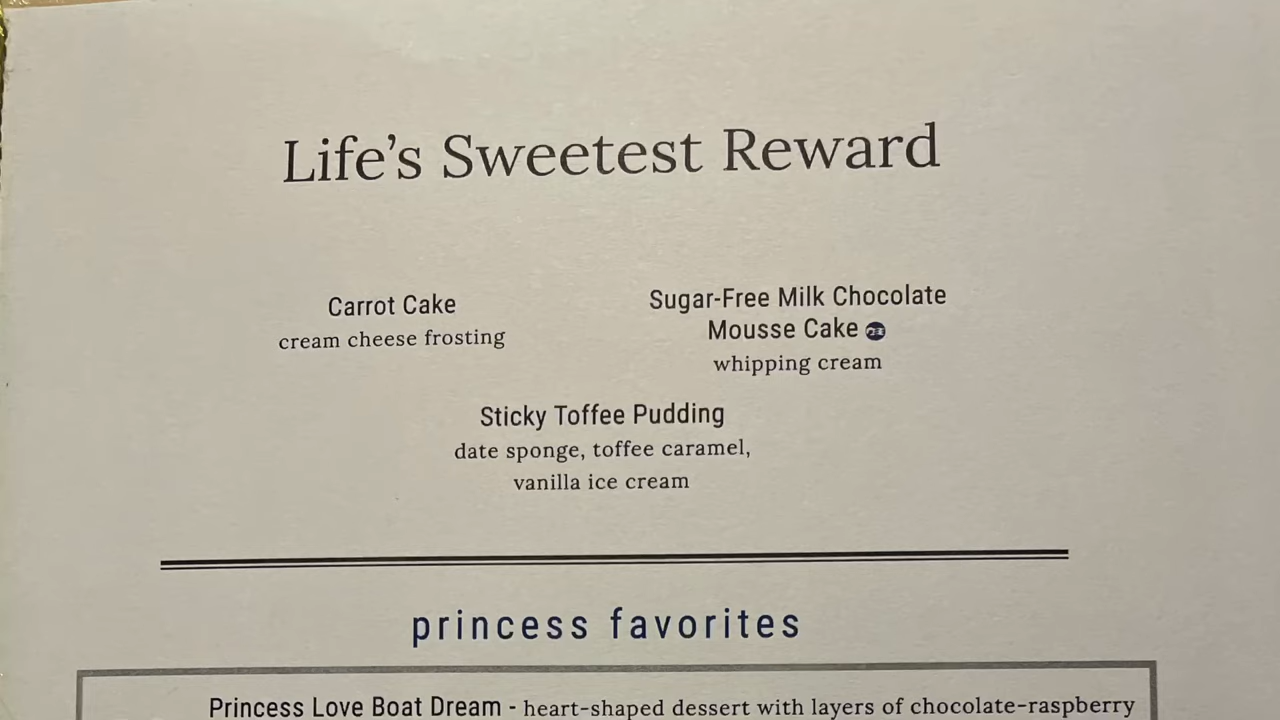 Life's Sweetest Reward
Carrot Cake
cream cheese frosting
Sugar-Free Milk Chocolate
Mousse Cake
whipping cream
Sticky Toffee Pudding
date sponge, toffee caramel,
vanilla ice cream
princess favorites
Princess Love Boat Dream - heart-shaped dessert with layers of chocolate-raspberry